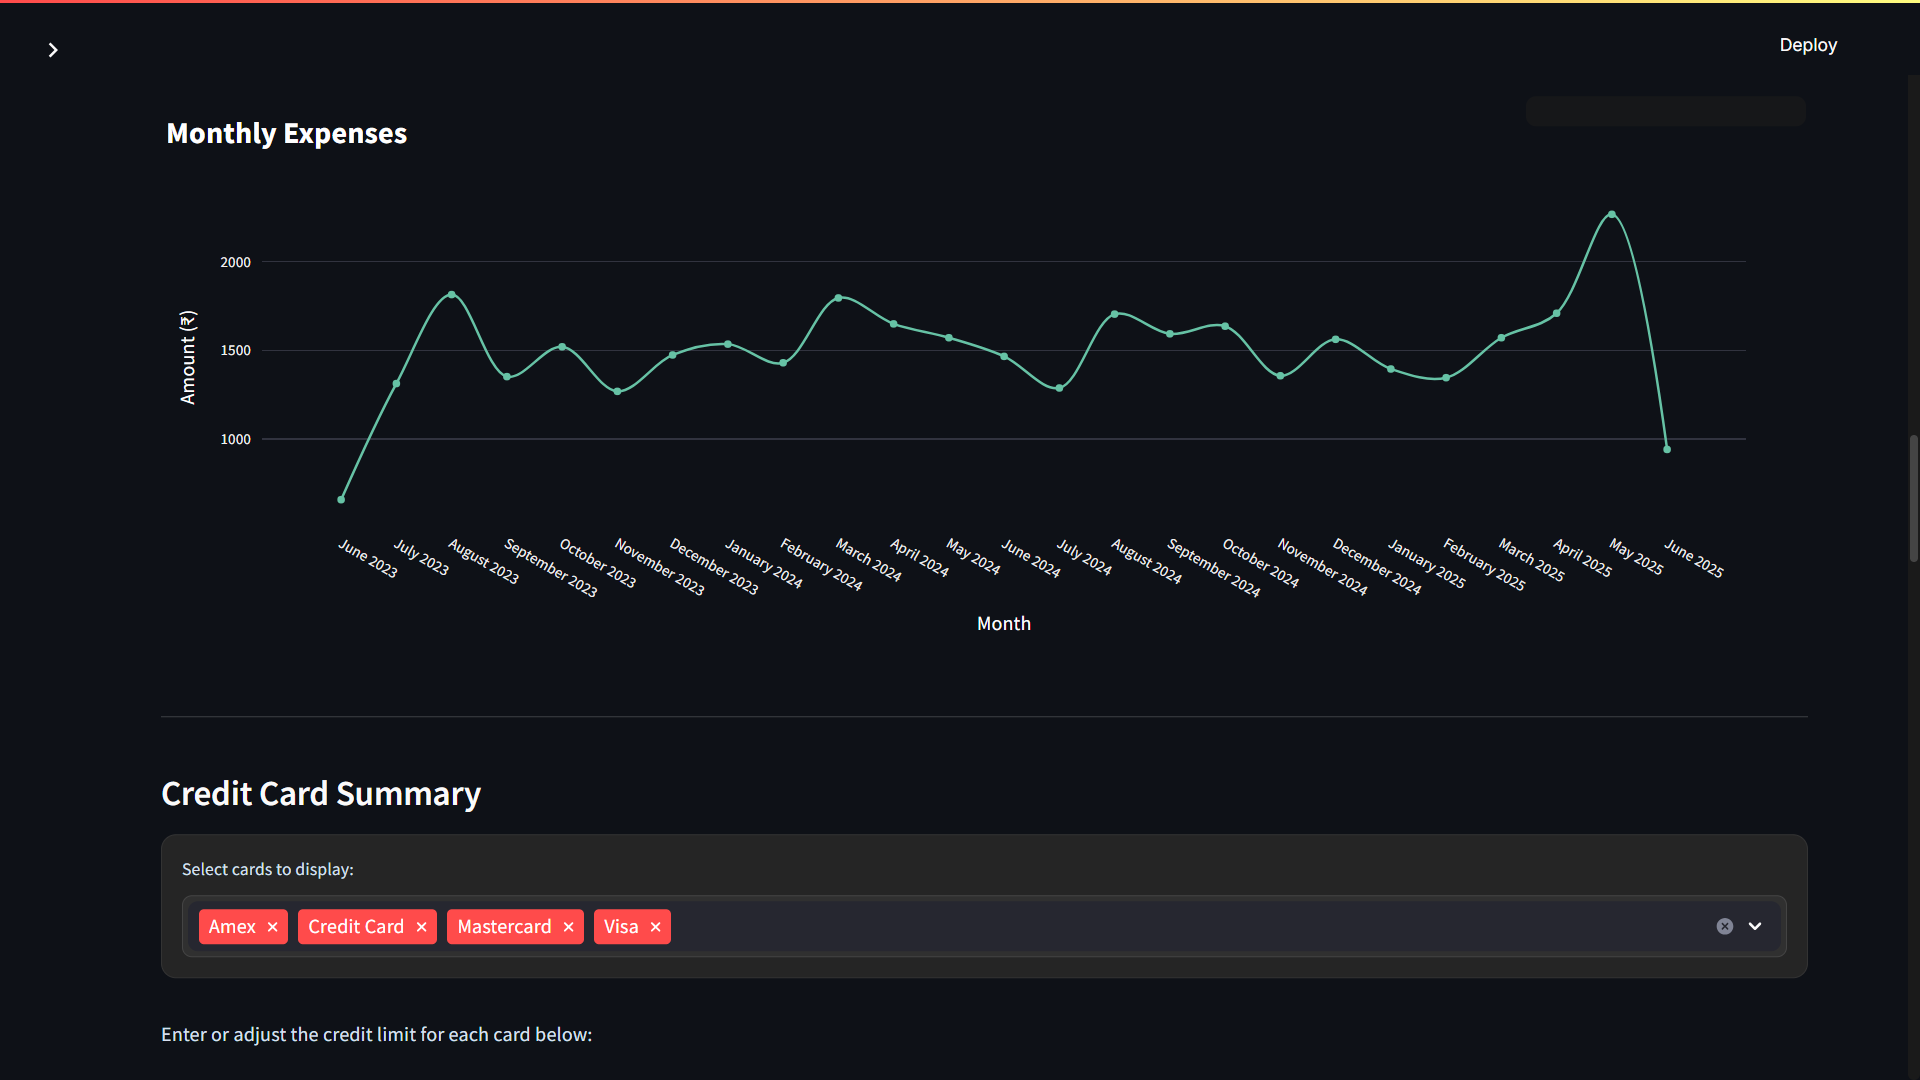 Deploy
Monthly Expenses
2000
1500
1000
Amount (₹)
June 2023
July 2023
August 2023
September 2023
October 2023
November 2023
December 2023
January 2024
February 2024
March 2024
April 2024
May 2024
June 2024
July 2024
August 2024
September 2024
October 2024
November 2024
December 2024
January 2025
February 2025
March 2025
April 2025
May 2025
June 2025
Month
Credit Card Summary
Select cards to display:
Amex Credit Card Mastercard Visa
Enter or adjust the credit limit for each card below: